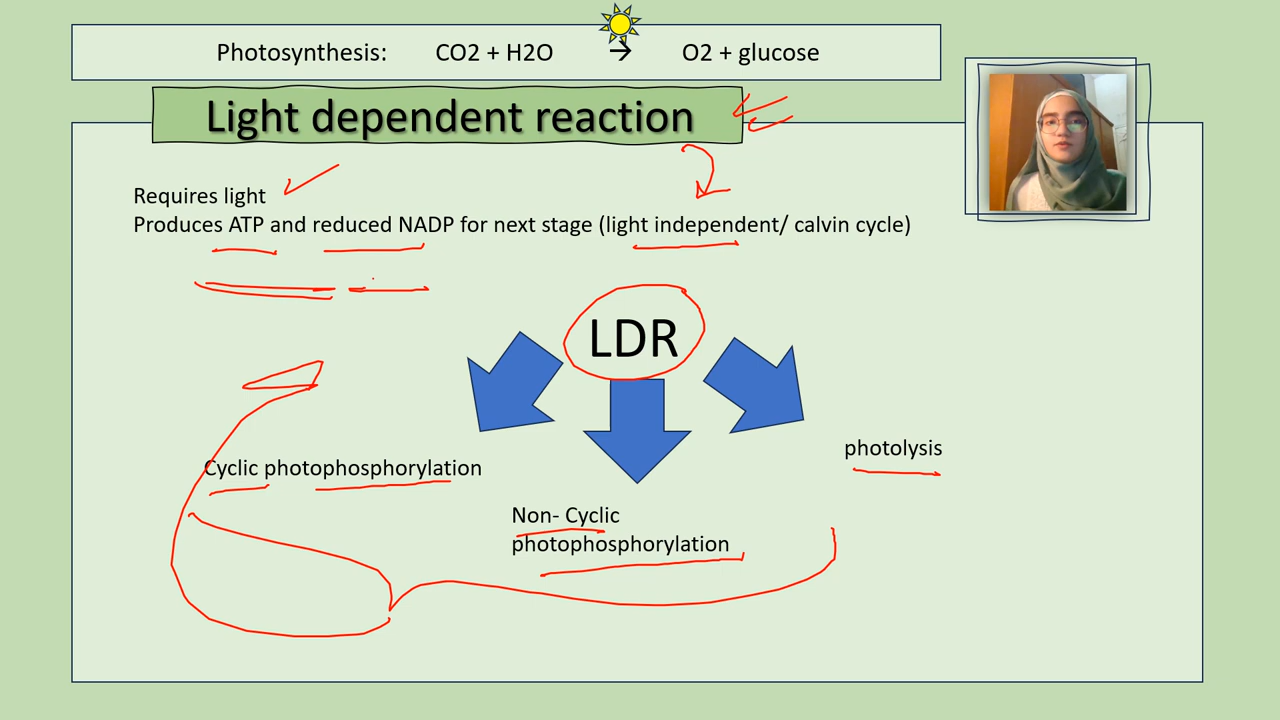 Photosynthesis: CO2 + H2O → O2 + glucose
Light dependent reaction
Requires light
Produces ATP and reduced NADP for next stage (light independent/ calvin cycle)
LDR
Cyclic photophosphorylation
photolysis
Non- Cyclic
photophosphorylation